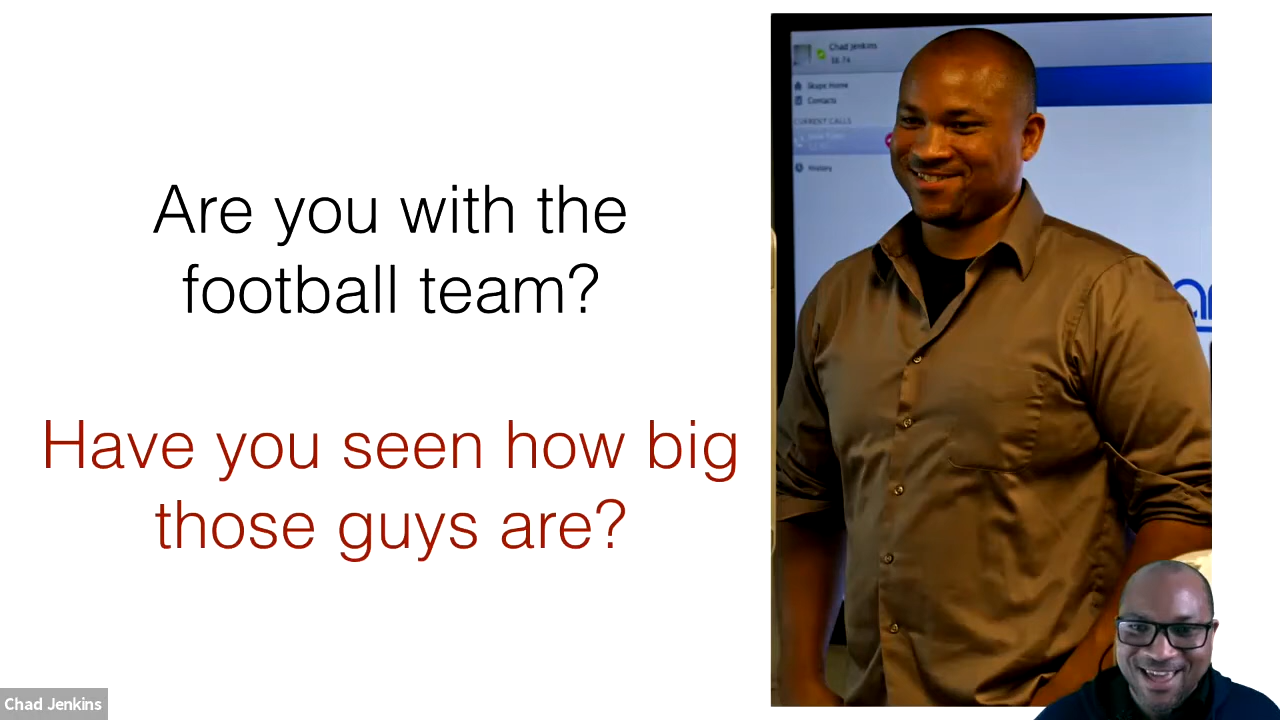 Are you with the
football team?
Have you seen how big
those guys are?
Chad Jenkins
Skype Home
Contacts
CURRENT CALLS
History
Chad Jenkins